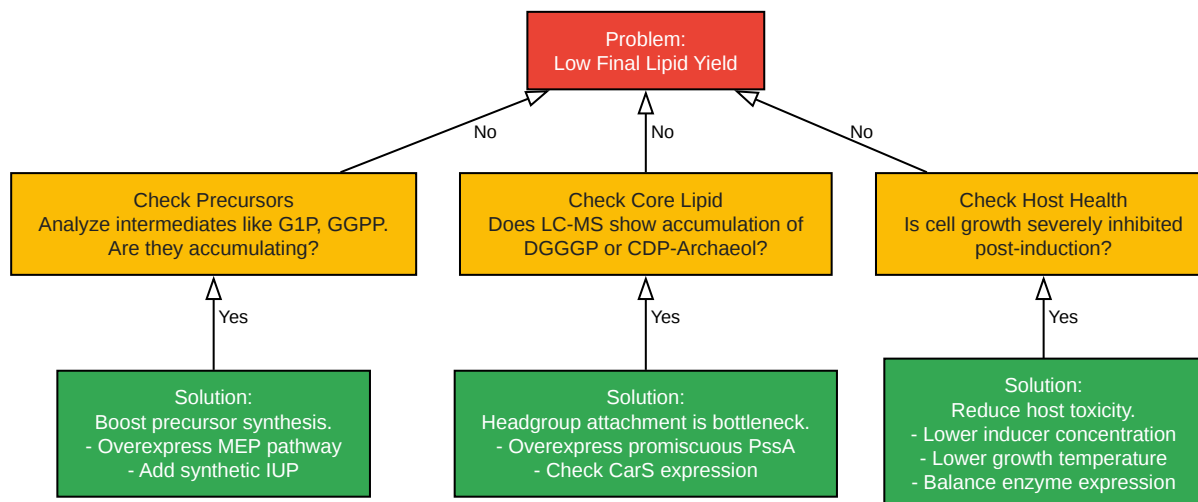 Problem:
Low Final Lipid Yield
No
No
No
Check Precursors
Analyze intermediates like G1P, GGPP.
Are they accumulating?
Check Core Lipid
Does LC-MS show accumulation of
DGGGP or CDP-Archaeol?
Check Host Health
Is cell growth severely inhibited
post-induction?
Yes
Yes
Yes
Solution:
Boost precursor synthesis.
- Overexpress MEP pathway
- Add synthetic IUP
Solution:
Headgroup attachment is bottleneck.
- Overexpress promiscuous PssA
- Check CarS expression
Solution:
Reduce host toxicity.
- Lower inducer concentration
- Lower growth temperature
- Balance enzyme expression